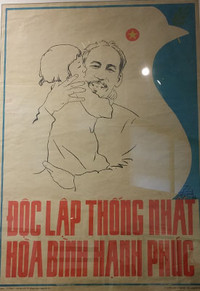 ĐỘC LẬP THỐNG NHẤT
HÒA BÌNH HẠNH PHÚC